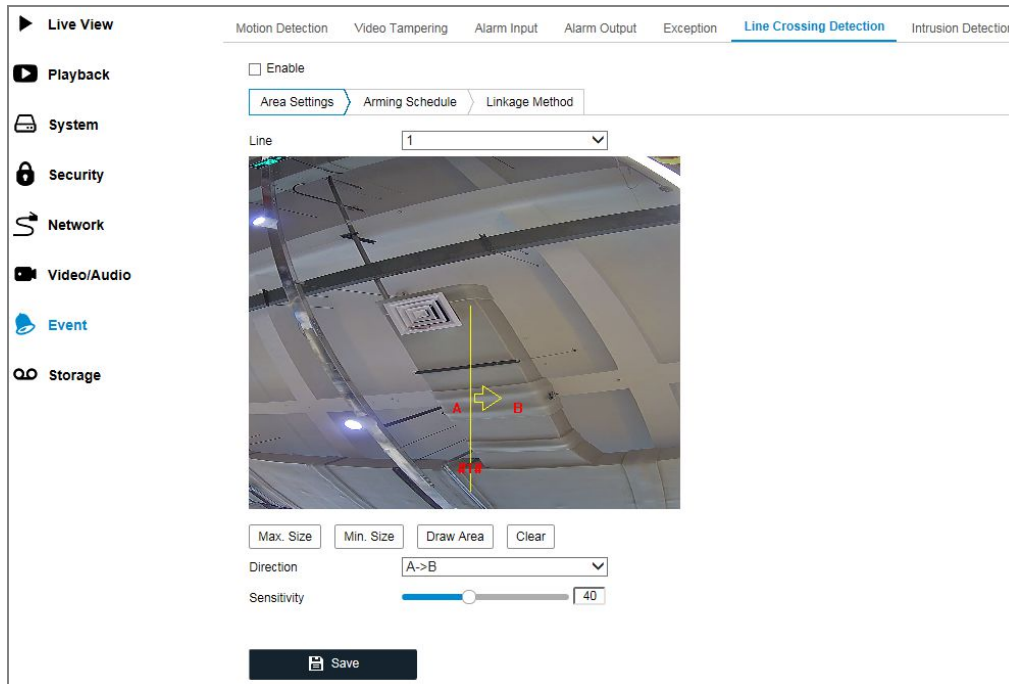 Live View
Playback
System
Security
Network
Video/Audio
Event
Storage
Motion Detection Video Tampering Alarm Input Alarm Output Exception Line Crossing Detection Intrusion Detection
Enable
Area Settings Arming Schedule Linkage Method
Line 1
A B
#1#
Max. Size Min. Size Draw Area Clear
Direction A->B
Sensitivity 40
Save